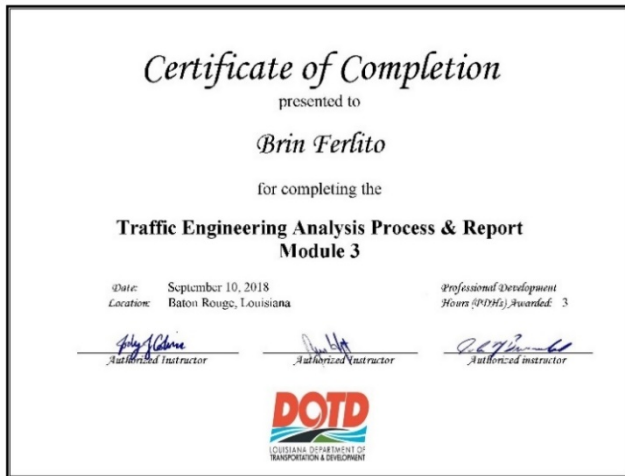 Certificate of Completion
presented to
Brin Ferlito
for completing the
Traffic Engineering Analysis Process & Report
Module 3
Date: September 10, 2018
Location: Baton Rouge, Louisiana
Professional Development
Hours (PDHs) Awarded: 3
Authorized Instructor
Authorized Instructor
Authorized instructor
DOTD
LOUISIANA DEPARTMENT OF
TRANSPORTATION & DEVELOPMENT